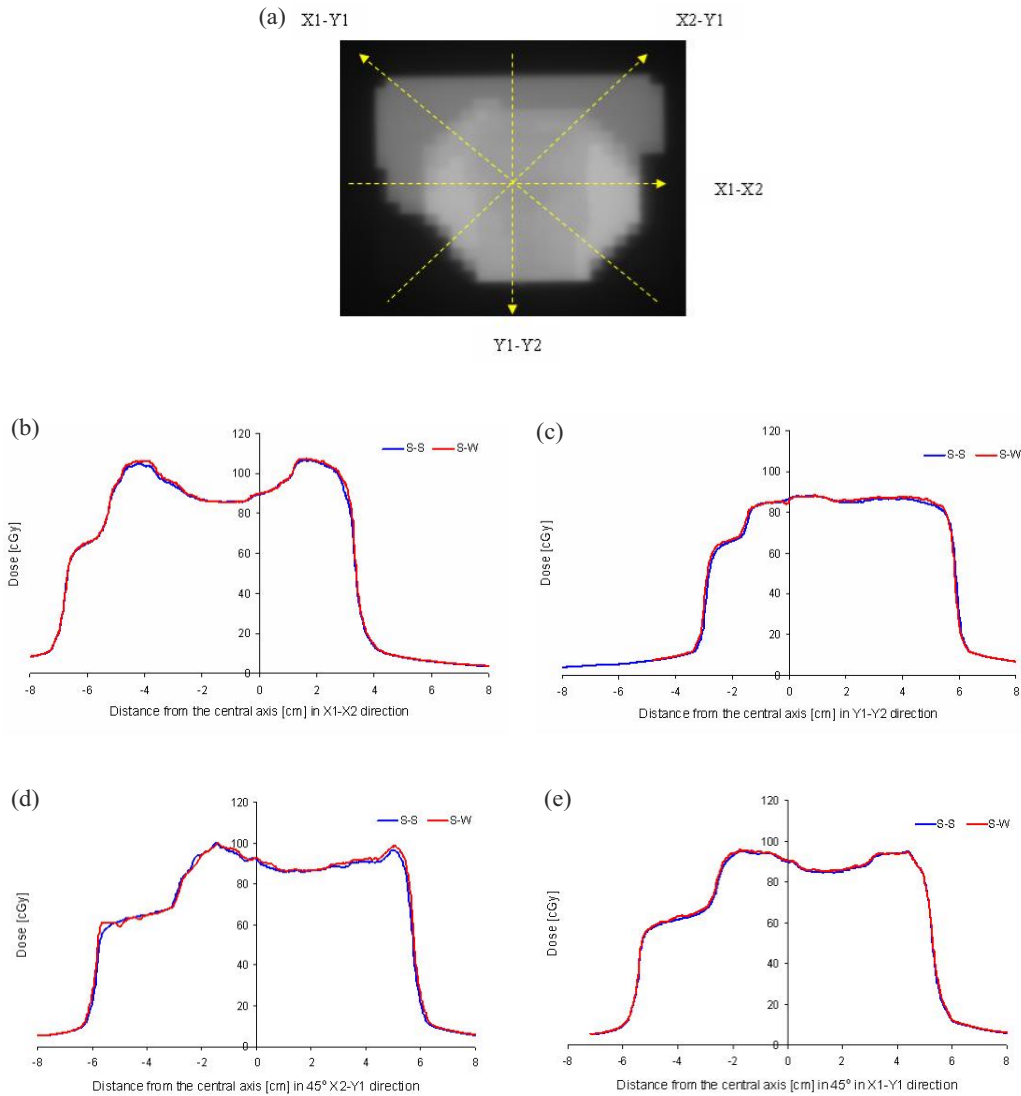 (a) X1-Y1 X2-Y1
X1-X2
Y1-Y2
(b)
120
S-S S-W
100
80
60
40
20
0
Dose [cGy]
-8 -6 -4 -2 0 2 4 6 8
Distance from the central axis [cm] in X1-X2 direction
(c)
120
S-S S-W
100
80
60
40
20
0
Dose [cGy]
-8 -6 -4 -2 0 2 4 6 8
Distance from the central axis [cm] in Y1-Y2 direction
(d)
120
S-S S-W
100
80
60
40
20
0
Dose [cGy]
-8 -6 -4 -2 0 2 4 6 8
Distance from the central axis [cm] in 45° X2-Y1 direction
(e)
120
S-S S-W
100
80
60
40
20
0
Dose [cGy]
-8 -6 -4 -2 0 2 4 6 8
Distance from the central axis [cm] in 45° in X1-Y1 direction